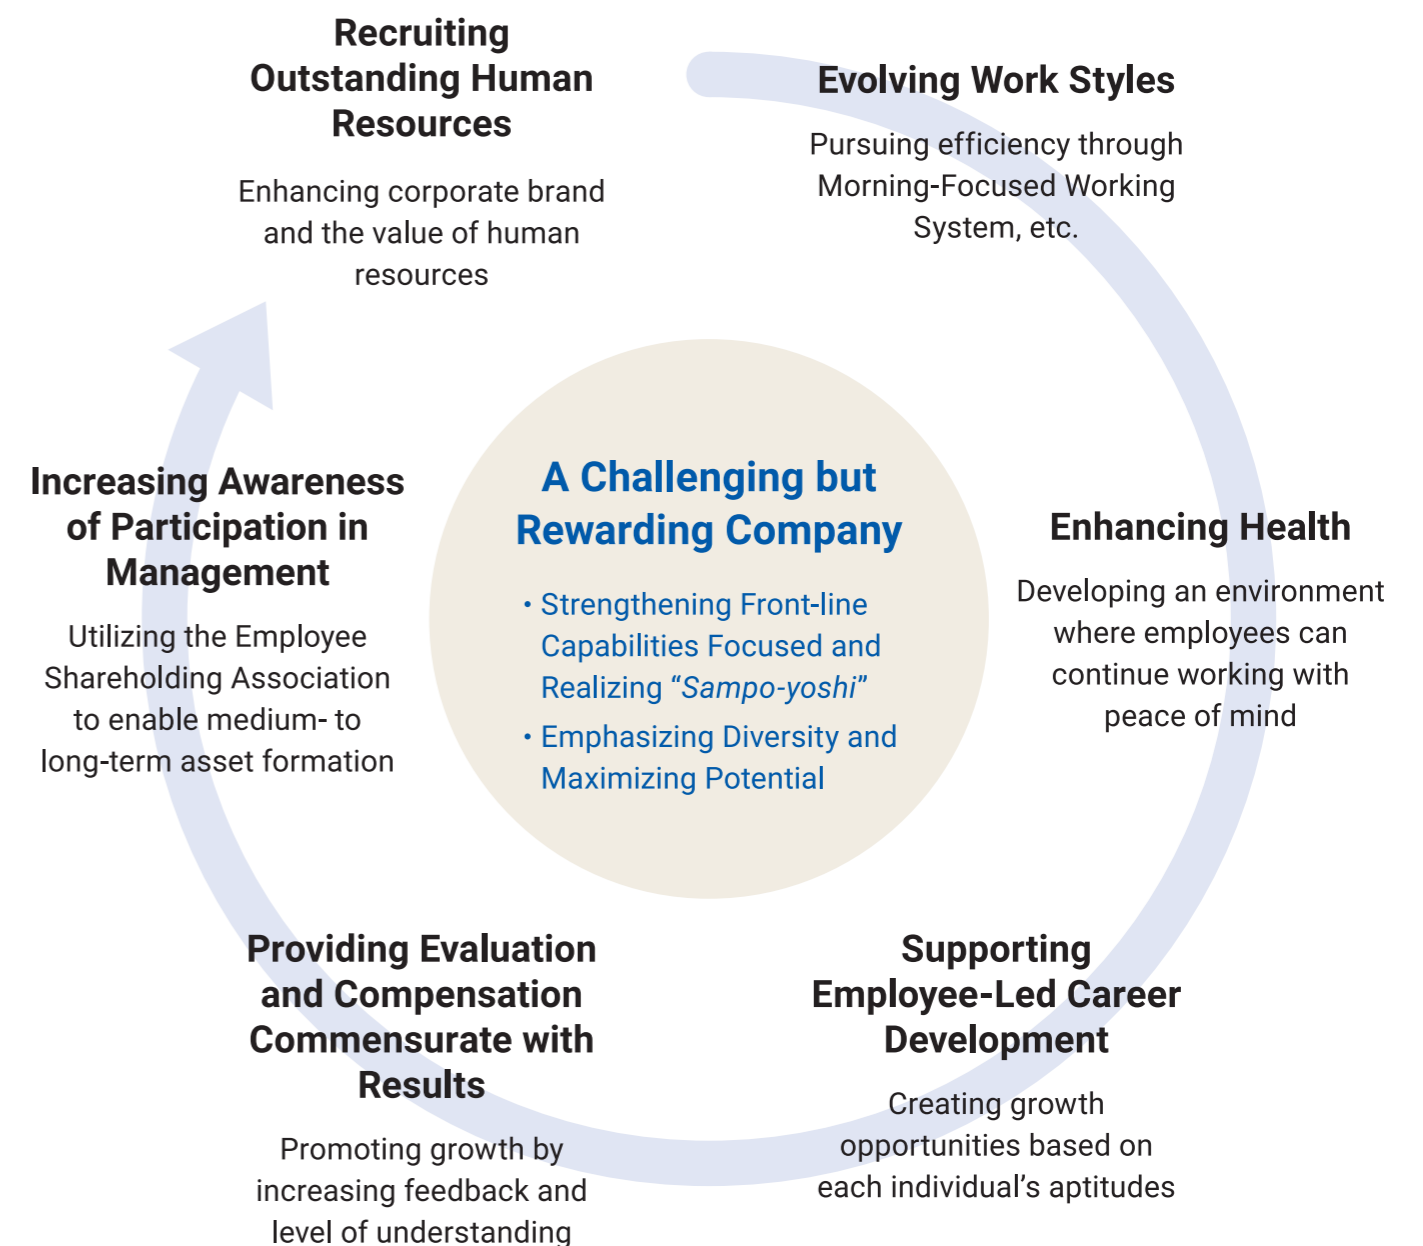 Recruiting
Outstanding Human
Resources
Enhancing corporate brand
and the value of human
resources
Evolving Work Styles
Pursuing efficiency through
Morning-Focused Working
System, etc.
Increasing Awareness
of Participation in
Management
Utilizing the Employee
Shareholding Association
to enable medium- to
long-term asset formation
A Challenging but
Rewarding Company
• Strengthening Front-line
Capabilities Focused and
Realizing “Sampo-yoshi”
• Emphasizing Diversity and
Maximizing Potential
Enhancing Health
Developing an environment
where employees can
continue working with
peace of mind
Providing Evaluation
and Compensation
Commensurate with
Results
Promoting growth by
increasing feedback and
level of understanding
Supporting
Employee-Led Career
Development
Creating growth
opportunities based on
each individual’s aptitudes